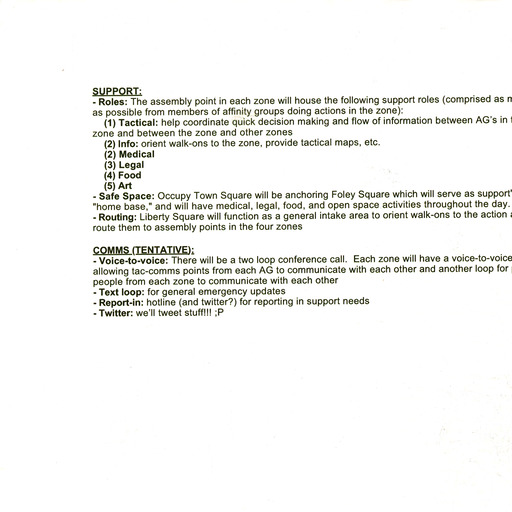 SUPPORT:
- Roles: The assembly point in each zone will house the following support roles (comprised as
as possible from members of affinity groups doing actions in the zone):
(1) Tactical: help coordinate quick decision making and flow of information between AG's in
zone and between the zone and other zones
(2) Info: orient walk-ons to the zone, provide tactical maps, etc.
(2) Medical
(3) Legal
(4) Food
(5) Art
- Safe Space: Occupy Town Square will be anchoring Foley Square which will serve as support'
"home base," and will have medical, legal, food, and open space activities throughout the day.
- Routing: Liberty Square will function as a general intake area to orient walk-ons to the action
route them to assembly points in the four zones
COMMS (TENTATIVE):
- Voice-to-voice: There will be a two loop conference call. Each zone will have a voice-to-voice
allowing tac-comms points from each AG to communicate with each other and another loop for
people from each zone to communicate with each other
- Text loop: for general emergency updates
- Report-in: hotline (and twitter?) for reporting in support needs
- Twitter: we'll tweet stuff!!! ;P